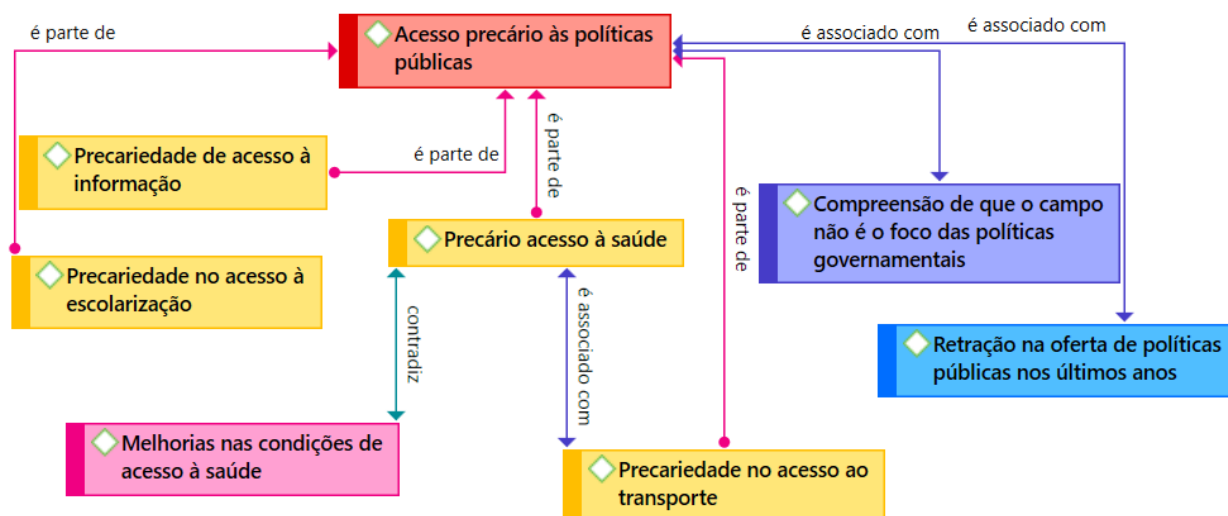 é parte de
Acesso precário às políticas
públicas
é associado com
é associado com
Precariedade de acesso à
informação
é parte de
é parte de
é parte de
Compreensão de que o campo
não é o foco das políticas
governamentais
Precário acesso à saúde
Precariedade no acesso à
escolarização
contradiz
é associado com
Retração na oferta de políticas
públicas nos últimos anos
Melhorias nas condições de
acesso à saúde
Precariedade no acesso ao
transporte